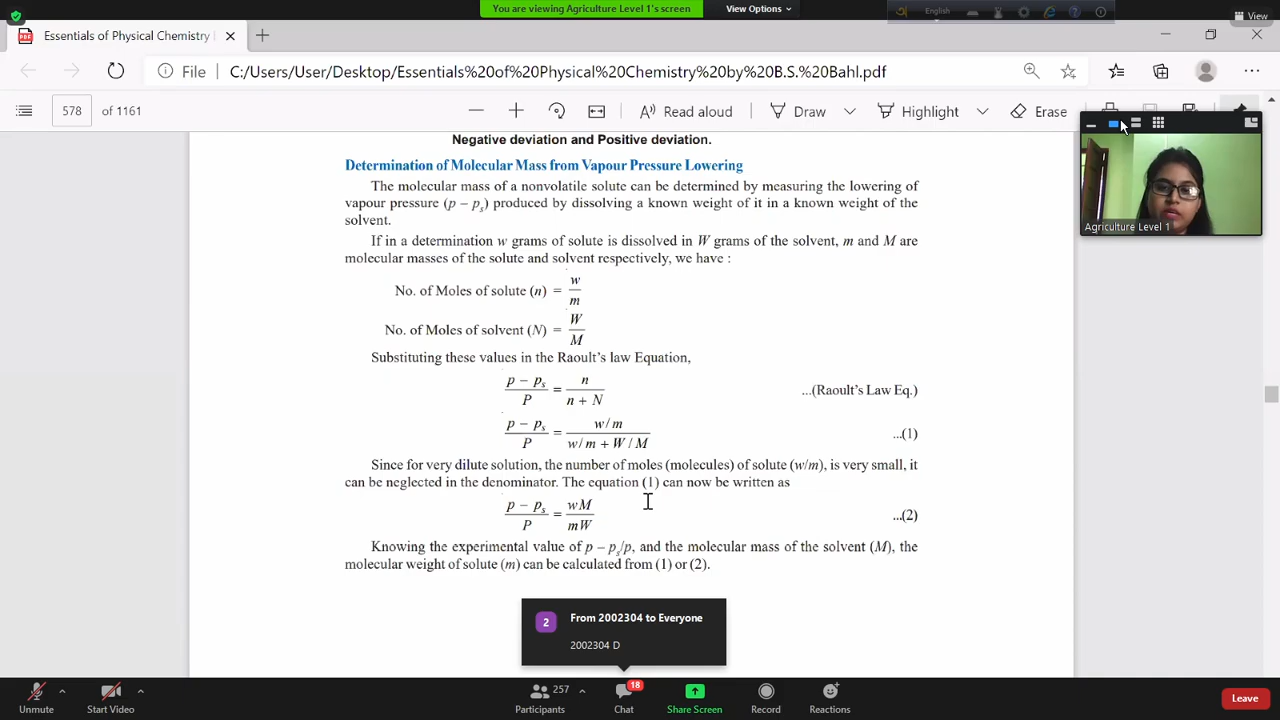 You are viewing Agriculture Level 1's screen
View Options
English
View
Essentials of Physical Chemistry
File
C:/Users/User/Desktop/Essentials%20of%20Physical%20Chemistry%20by%20B.S.%20Bahl.pdf
578 of 1161
Read aloud
Draw
Highlight
Erase
Negative deviation and Positive deviation.
Determination of Molecular Mass from Vapour Pressure Lowering
The molecular mass of a nonvolatile solute can be determined by measuring the lowering of
vapour pressure (p – ps) produced by dissolving a known weight of it in a known weight of the
solvent.
If in a determination w grams of solute is dissolved in W grams of the solvent, m and M are
molecular masses of the solute and solvent respectively, we have :
No. of Moles of solute (n) = w/m
No. of Moles of solvent (N) = W/M
Substituting these values in the Raoult's law Equation,
(p – ps)/P = n/(n + N) ...(Raoult's Law Eq.)
(p – ps)/P = (w/m)/(w/m + W/M) ...(1)
Since for very dilute solution, the number of moles (molecules) of solute (w/m), is very small, it
can be neglected in the denominator. The equation (1) can now be written as
(p – ps)/P = wM/mW ...(2)
Knowing the experimental value of p – ps/p, and the molecular mass of the solvent (M), the
molecular weight of solute (m) can be calculated from (1) or (2).
Agriculture Level 1
2
From 2002304 to Everyone
2002304 D
Unmute
Start Video
257
Participants
18
Chat
Share Screen
Record
Reactions
Leave